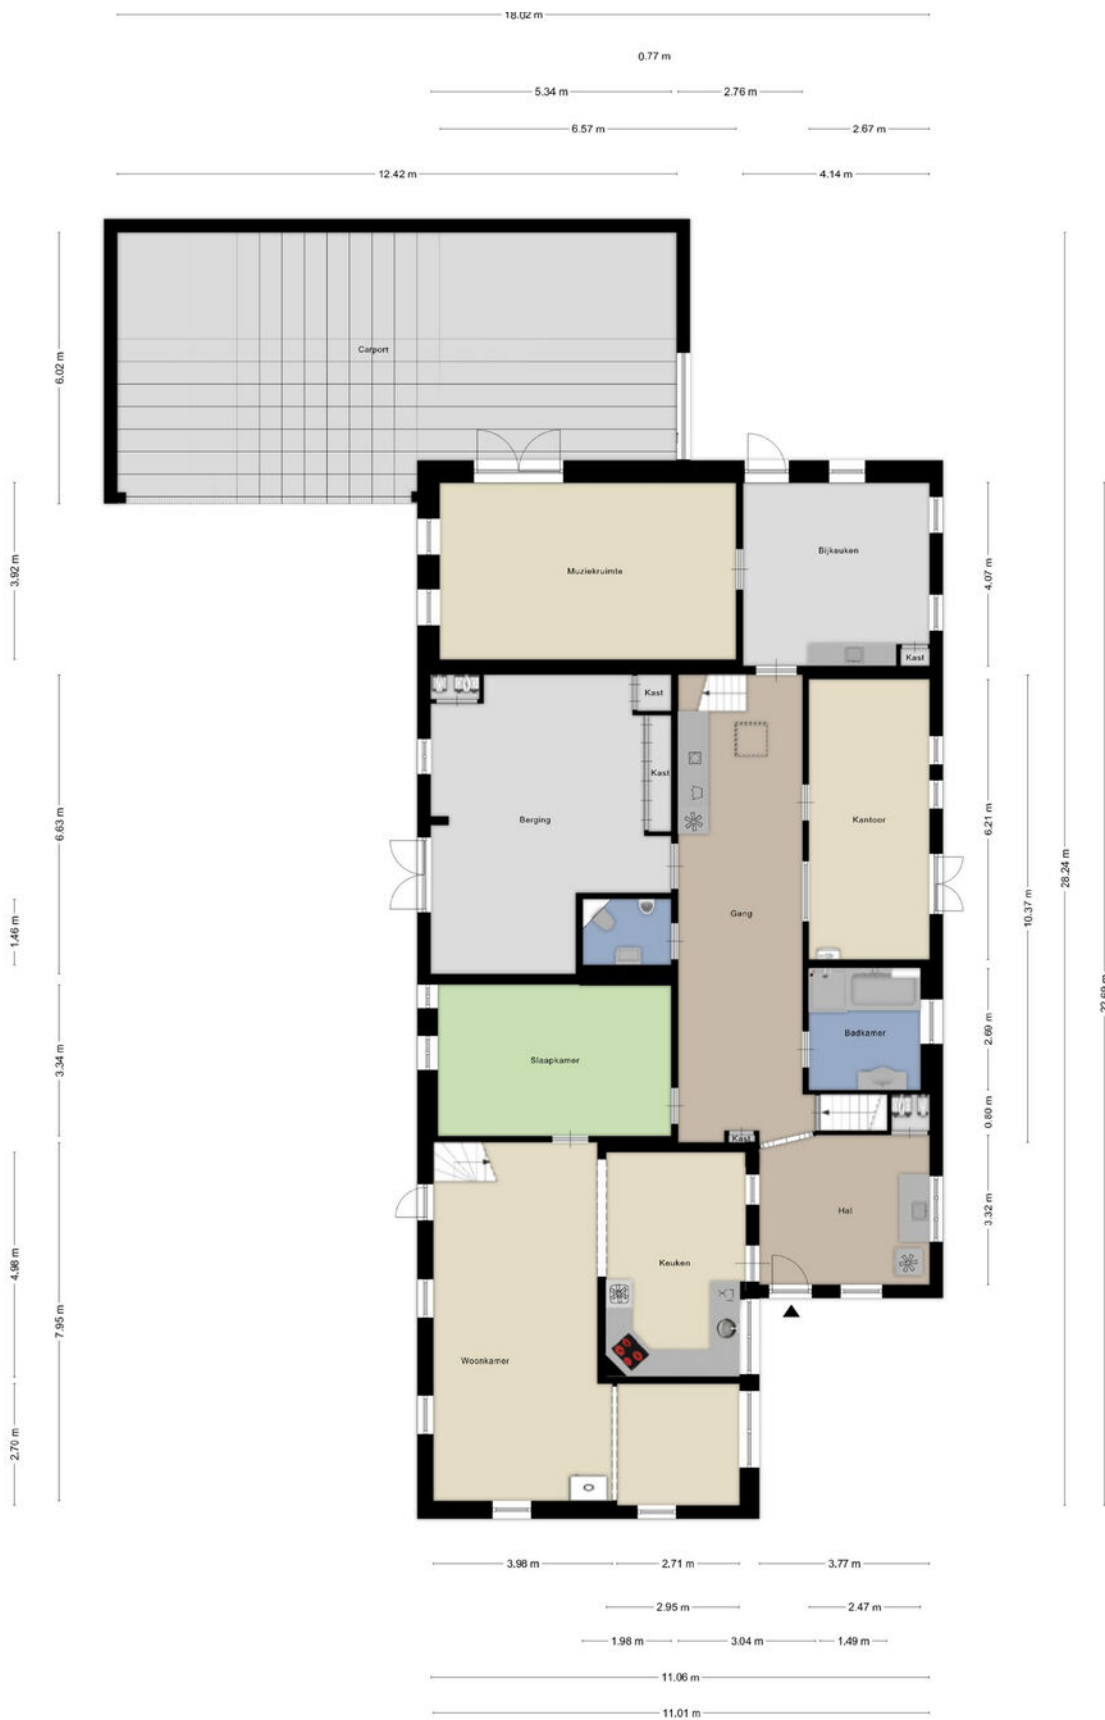 18.02 m
0.77 m
5.34 m
2.76 m
6.57 m
2.67 m
12.42 m
4.14 m
6.02 m
Carport
3.92 m
Muziekruimte
Bijkeuken
4.07 m
Kast
Kast
Kast
6.63 m
Berging
Kantoor
6.21 m
28.24 m
1.46 m
Gang
10.37 m
3.34 m
Slaapkamer
Badkamer
2.69 m
0.80 m
Kast
Hal
3.32 m
4.98 m
7.95 m
Keuken
Woonkamer
2.70 m
3.98 m
2.71 m
3.77 m
2.95 m
2.47 m
1.98 m
3.04 m
1.49 m
11.06 m
11.01 m